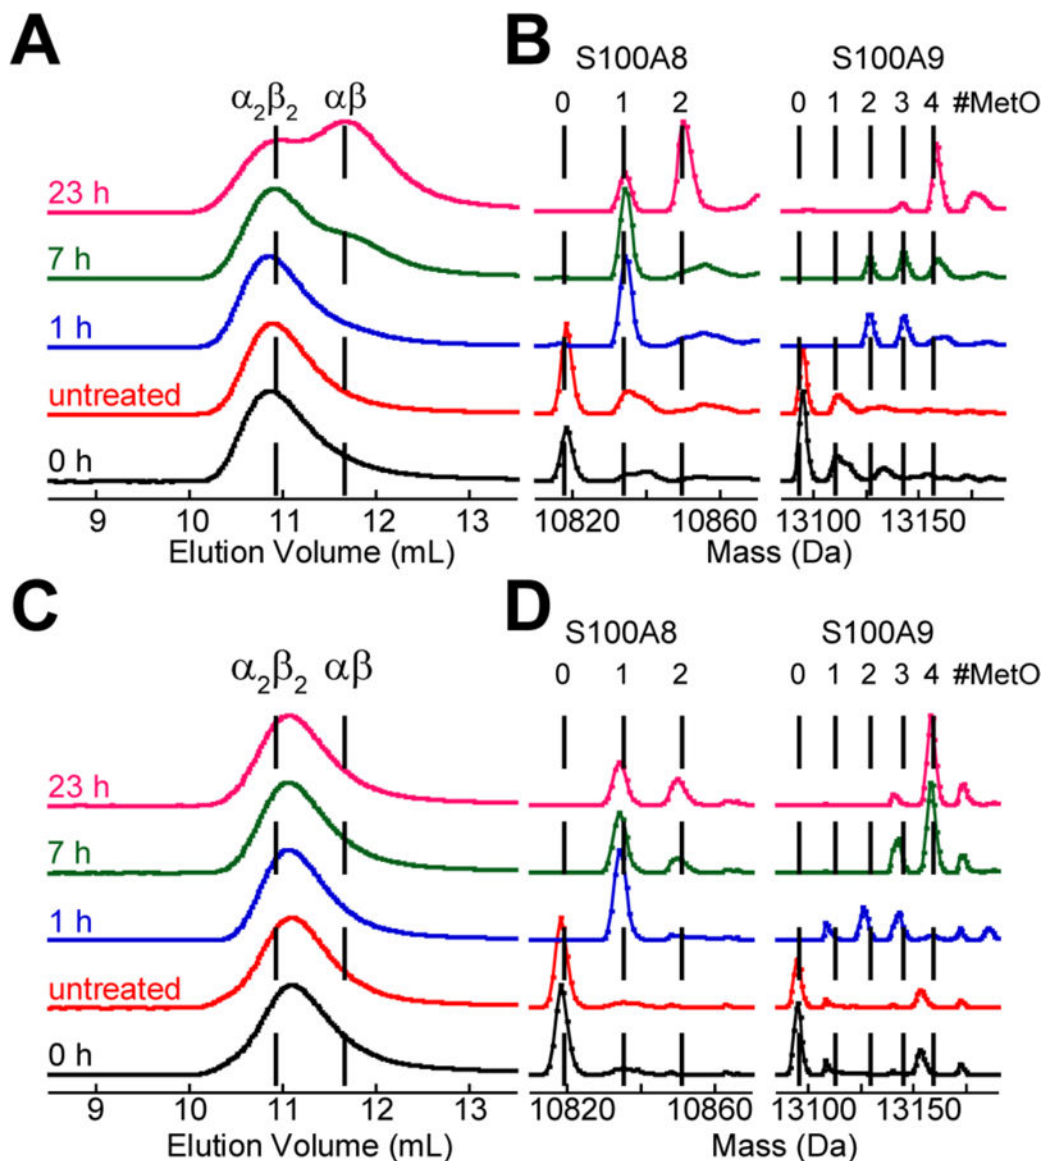 A
B
S100A8 S100A9
α₂β₂ αβ
0 1 2 0 1 2 3 4 #MetO
23 h
7 h
1 h
untreated
0 h
9 10 11 12 13 10820 10860 13100 13150
Elution Volume (mL) Mass (Da)
C
D
S100A8 S100A9
α₂β₂ αβ
0 1 2 0 1 2 3 4 #MetO
23 h
7 h
1 h
untreated
0 h
9 10 11 12 13 10820 10860 13100 13150
Elution Volume (mL) Mass (Da)